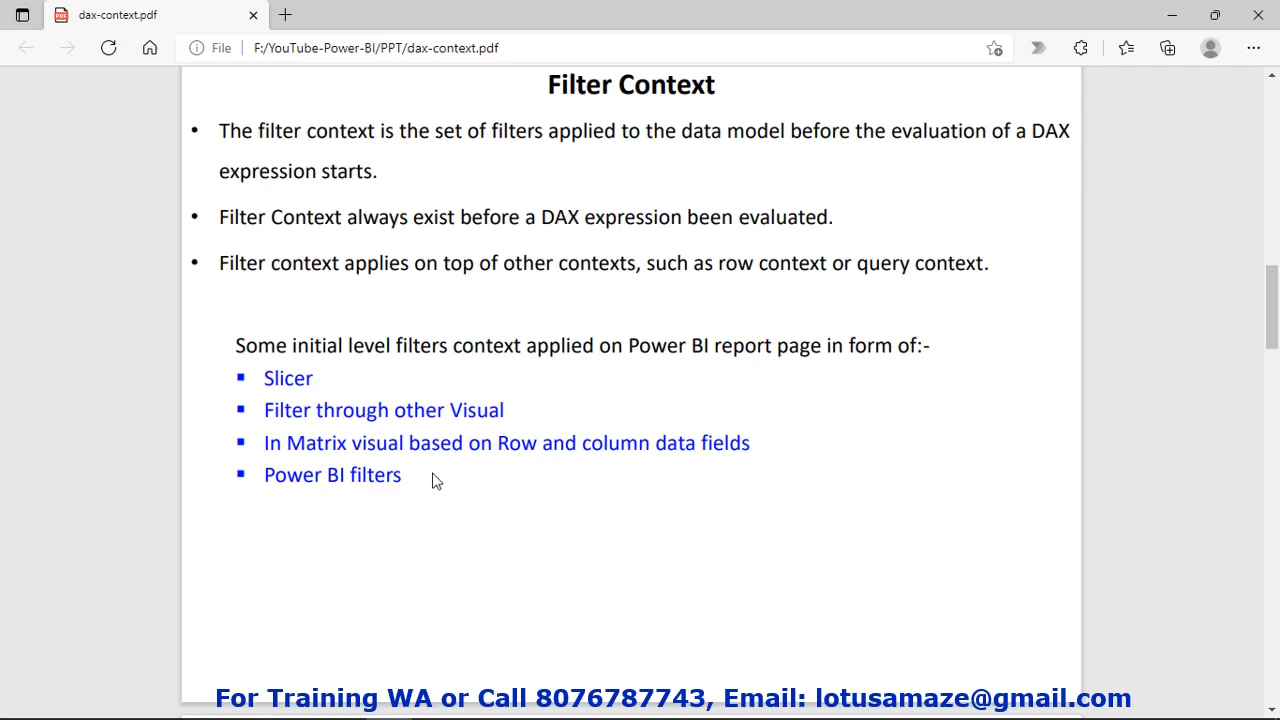 dax-context.pdf
File
F:/YouTube-Power-BI/PPT/dax-context.pdf
Filter Context
• The filter context is the set of filters applied to the data model before the evaluation of a DAX
expression starts.
• Filter Context always exist before a DAX expression been evaluated.
• Filter context applies on top of other contexts, such as row context or query context.
Some initial level filters context applied on Power BI report page in form of:-
▪ Slicer
▪ Filter through other Visual
▪ In Matrix visual based on Row and column data fields
▪ Power BI filters
For Training WA or Call 8076787743, Email: lotusamaze@gmail.com